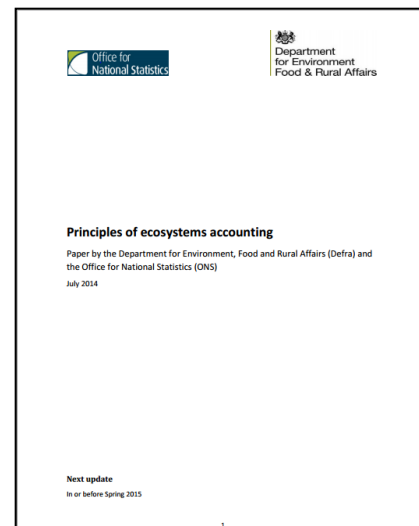 Office for
National Statistics
Department
for Environment
Food & Rural Affairs
Principles of ecosystems accounting
Paper by the Department for Environment, Food and Rural Affairs (Defra) and
the Office for National Statistics (ONS)
July 2014
Next update
In or before Spring 2015
1